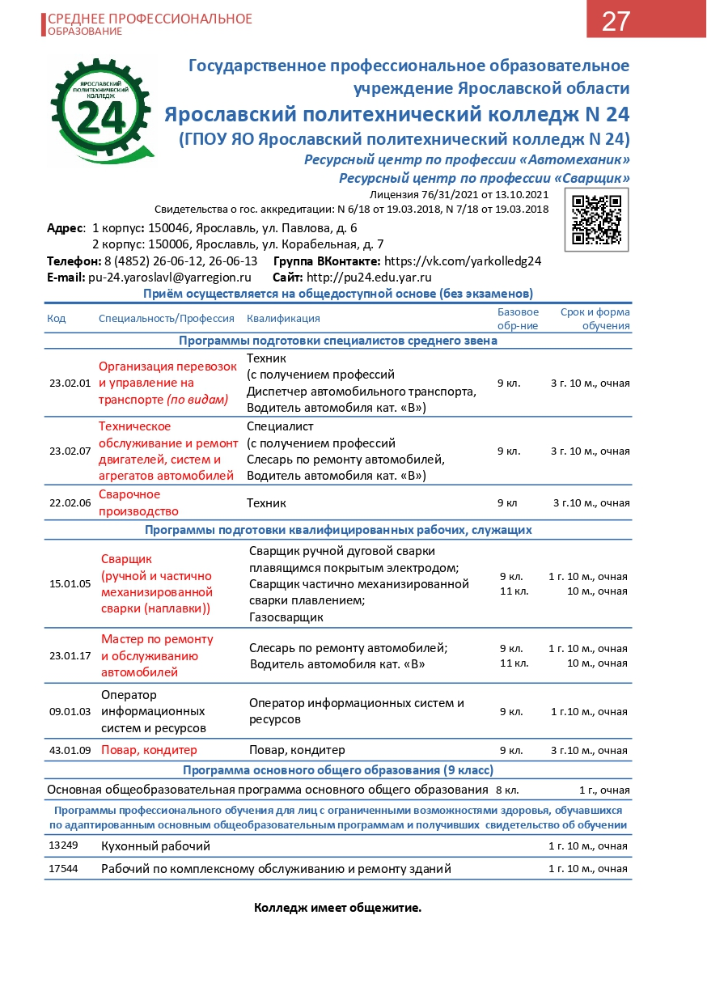 СРЕДНЕЕ ПРОФЕССИОНАЛЬНОЕ
ОБРАЗОВАНИЕ
27
ЯРОСЛАВСКИЙ
ПОЛИТЕХНИЧЕСКИЙ
КОЛЛЕДЖ
24
Государственное профессиональное образовательное
учреждение Ярославской области
Ярославский политехнический колледж N 24
(ГПОУ ЯО Ярославский политехнический колледж N 24)
Ресурсный центр по профессии «Автомеханик»
Ресурсный центр по профессии «Сварщик»
Лицензия 76/31/2021 от 13.10.2021
Свидетельства о гос. аккредитации: N 6/18 от 19.03.2018, N 7/18 от 19.03.2018
Адрес: 1 корпус: 150046, Ярославль, ул. Павлова, д. 6
2 корпус: 150006, Ярославль, ул. Корабельная, д. 7
Телефон: 8 (4852) 26-06-12, 26-06-13 Группа ВКонтакте: https://vk.com/yarkolledg24
E-mail: pu-24.yaroslavl@yarregion.ru Сайт: http://pu24.edu.yar.ru
Приём осуществляется на общедоступной основе (без экзаменов)
Код Специальность/Профессия Квалификация Базовое обр-ние Срок и форма обучения
Программы подготовки специалистов среднего звена
23.02.01
Организация перевозок
и управление на
транспорте (по видам)
Техник
(с получением профессий
Диспетчер автомобильного транспорта,
Водитель автомобиля кат. «В»)
9 кл.
3 г. 10 м., очная
23.02.07
Техническое
обслуживание и ремонт
двигателей, систем и
агрегатов автомобилей
Специалист
(с получением профессий
Слесарь по ремонту автомобилей,
Водитель автомобиля кат. «В»)
9 кл.
3 г. 10 м., очная
22.02.06
Сварочное
производство
Техник
9 кл
3 г.10 м., очная
Программы подготовки квалифицированных рабочих, служащих
15.01.05
Сварщик
(ручной и частично
механизированной
сварки (наплавки))
Сварщик ручной дуговой сварки
плавящимся покрытым электродом;
Сварщик частично механизированной
сварки плавлением;
Газосварщик
9 кл. 1 г. 10 м., очная
11 кл. 10 м., очная
23.01.17
Мастер по ремонту
и обслуживанию
автомобилей
Слесарь по ремонту автомобилей;
Водитель автомобиля кат. «В»
9 кл. 1 г. 10 м., очная
11 кл. 10 м., очная
09.01.03
Оператор
информационных
систем и ресурсов
Оператор информационных систем и
ресурсов
9 кл.
1 г.10 м., очная
43.01.09 Повар, кондитер Повар, кондитер 9 кл. 3 г.10 м., очная
Программа основного общего образования (9 класс)
Основная общеобразовательная программа основного общего образования 8 кл. 1 г., очная
Программы профессионального обучения для лиц с ограниченными возможностями здоровья, обучавшихся
по адаптированным основным общеобразовательным программам и получивших свидетельство об обучении
13249 Кухонный рабочий 1 г. 10 м., очная
17544 Рабочий по комплексному обслуживанию и ремонту зданий 1 г. 10 м., очная
Колледж имеет общежитие.